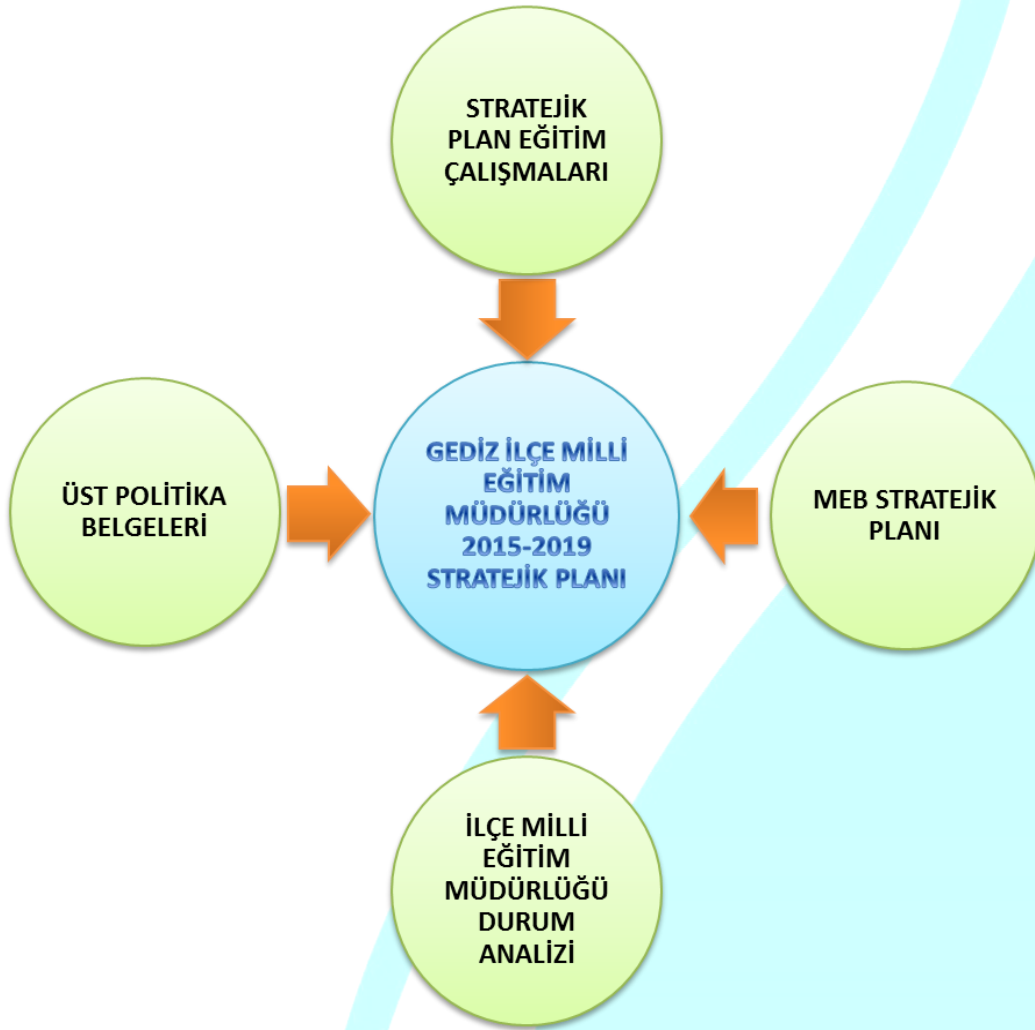 STRATEJİK
PLAN EĞİTİM
ÇALIŞMALARI
ÜST POLİTİKA
BELGELERİ
GEDİZ İLÇE MİLLİ
EĞİTİM
MÜDÜRLÜĞÜ
2015-2019
STRATEJİK PLANI
MEB STRATEJİK
PLANI
İLÇE MİLLİ
EĞİTİM
MÜDÜRLÜĞÜ
DURUM
ANALİZİ